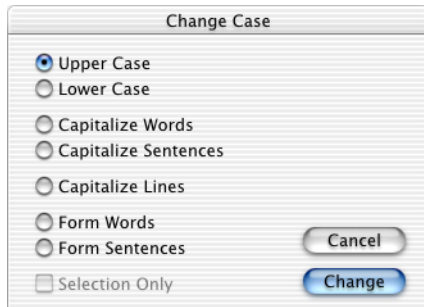 Change Case
Upper Case
Lower Case
Capitalize Words
Capitalize Sentences
Capitalize Lines
Form Words
Form Sentences
Cancel
Selection Only
Change